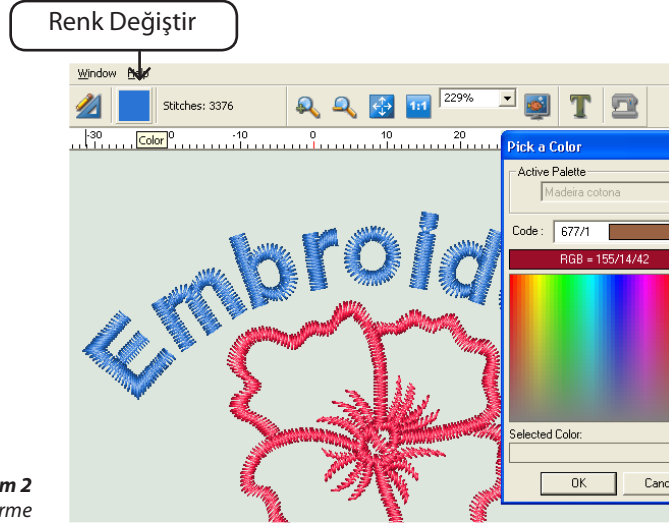 Renk Değiştir
Window Help
Stitches: 3376
229%
-30 -10 0 10 20
Color
Pick a Color
Active Palette
Madeira cotona
Code : 677/1
RGB = 155/14/42
Embroid
Selected Color:
OK Canc
m 2
rme